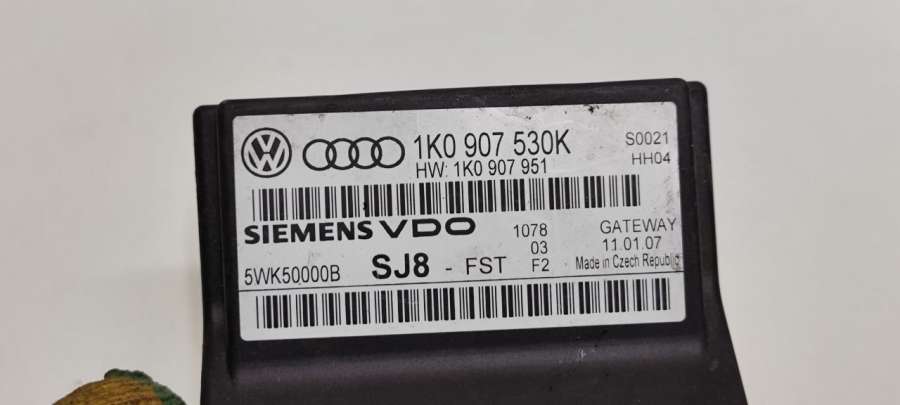 1K0 907 530K S0021
HW: 1K0 907 951 HH04
SIEMENS VDO 1078 GATEWAY
03 11.01.07
5WK50000B SJ8 - FST F2 Made in Czech Republic